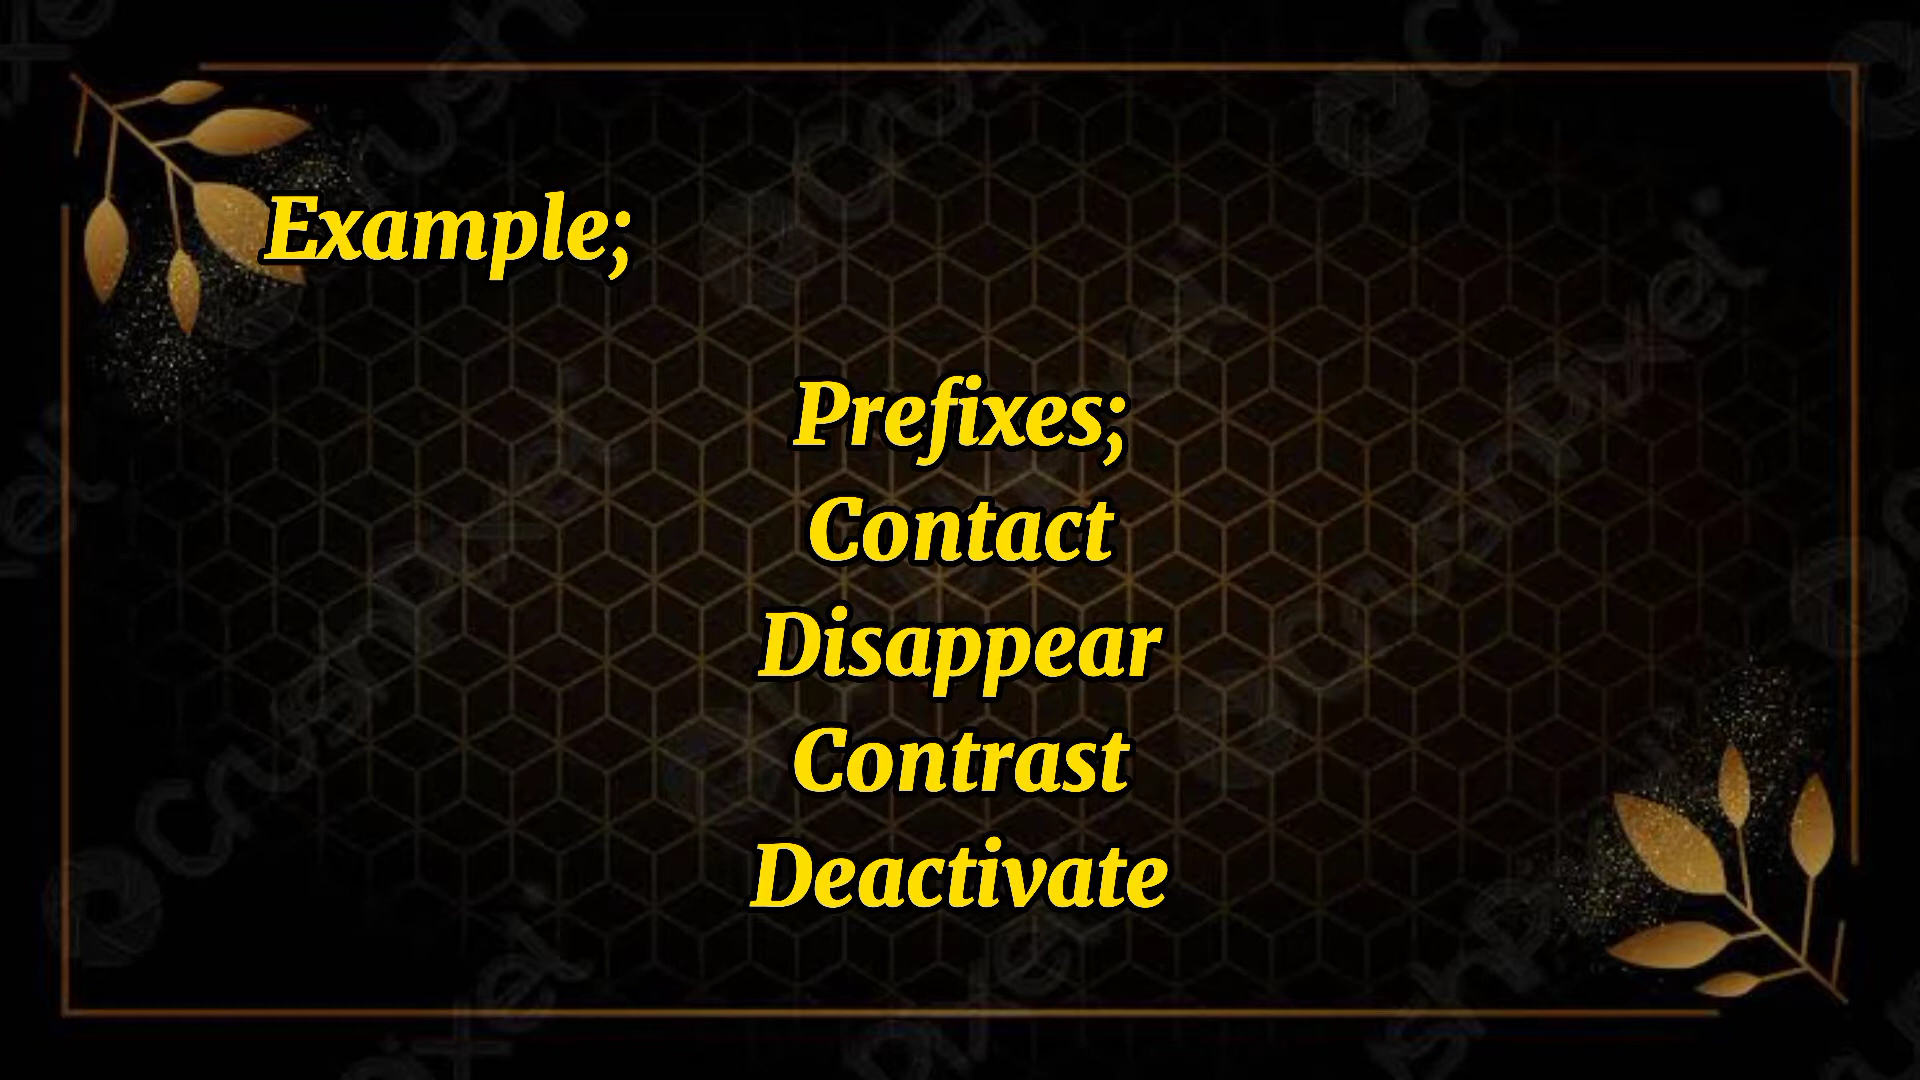 Example;
Prefixes;
Contact
Disappear
Contrast
Deactivate